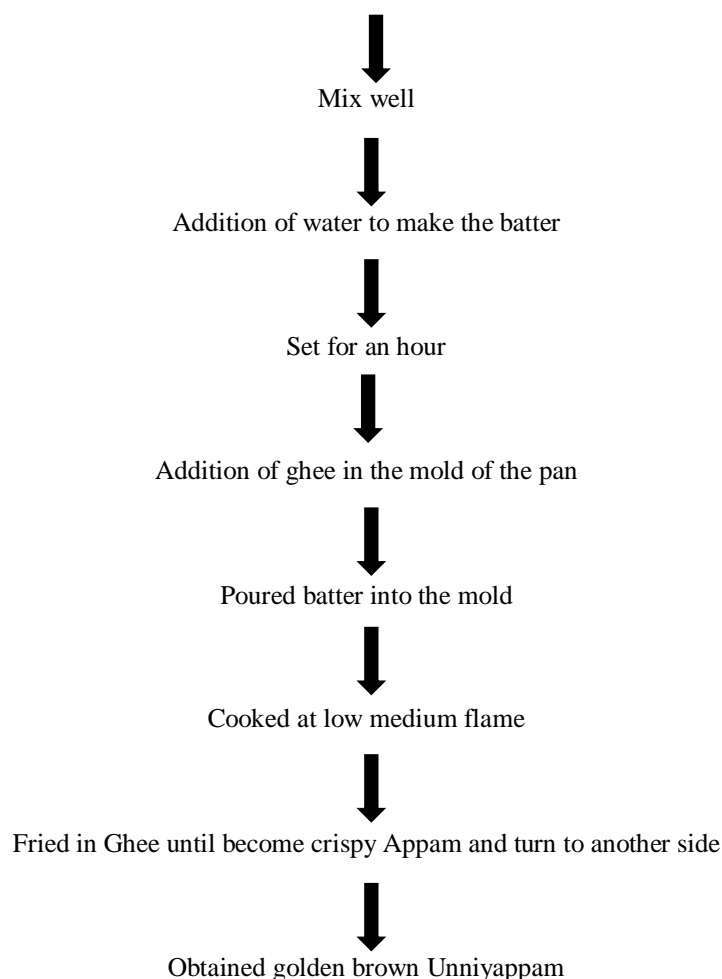 Mix well
Addition of water to make the batter
Set for an hour
Addition of ghee in the mold of the pan
Poured batter into the mold
Cooked at low medium flame
Fried in Ghee until become crispy Appam and turn to another side
Obtained golden brown Unniyappam